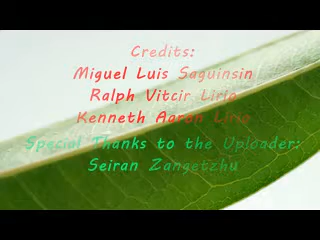 Credits:
Miguel Luis Saguinsin
Ralph Vitcir Lirio
Kenneth Aaron Lirio
Special Thanks to the Uploader:
Seiran Zangetzhu